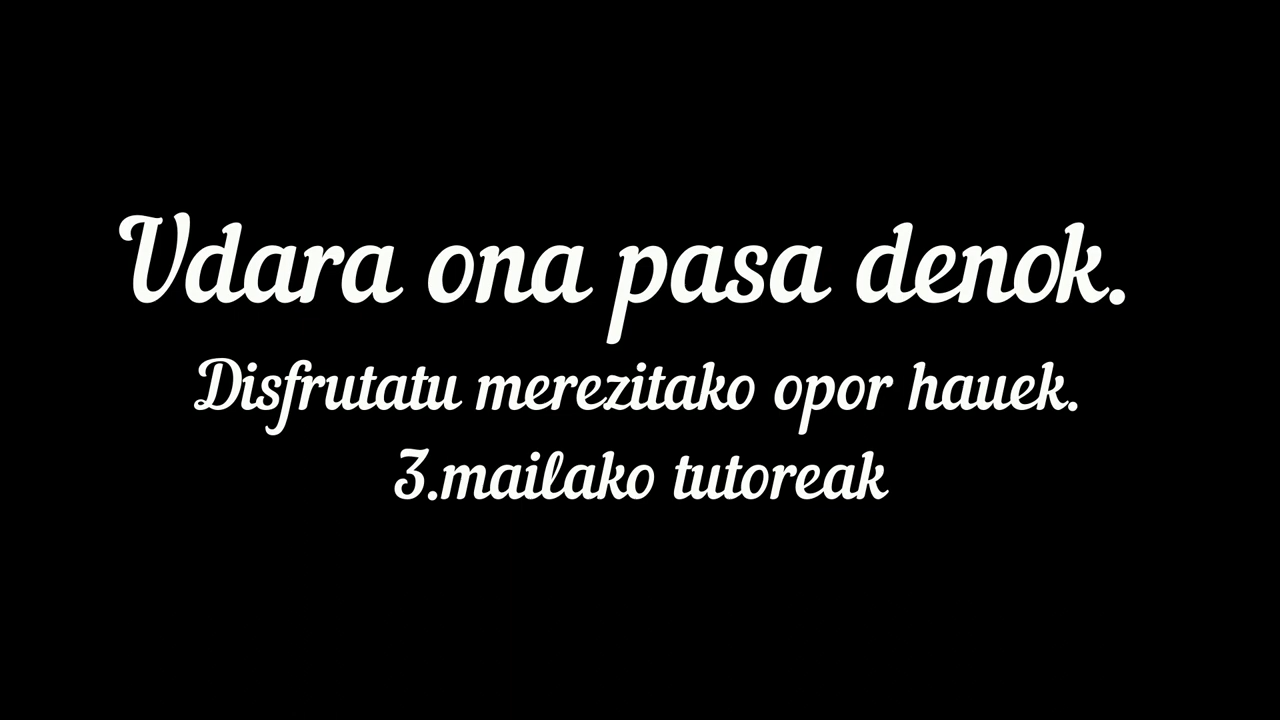 Udara ona pasa denok.
Disfrutatu merezitako opor hauek.
3.mailako tutoreak